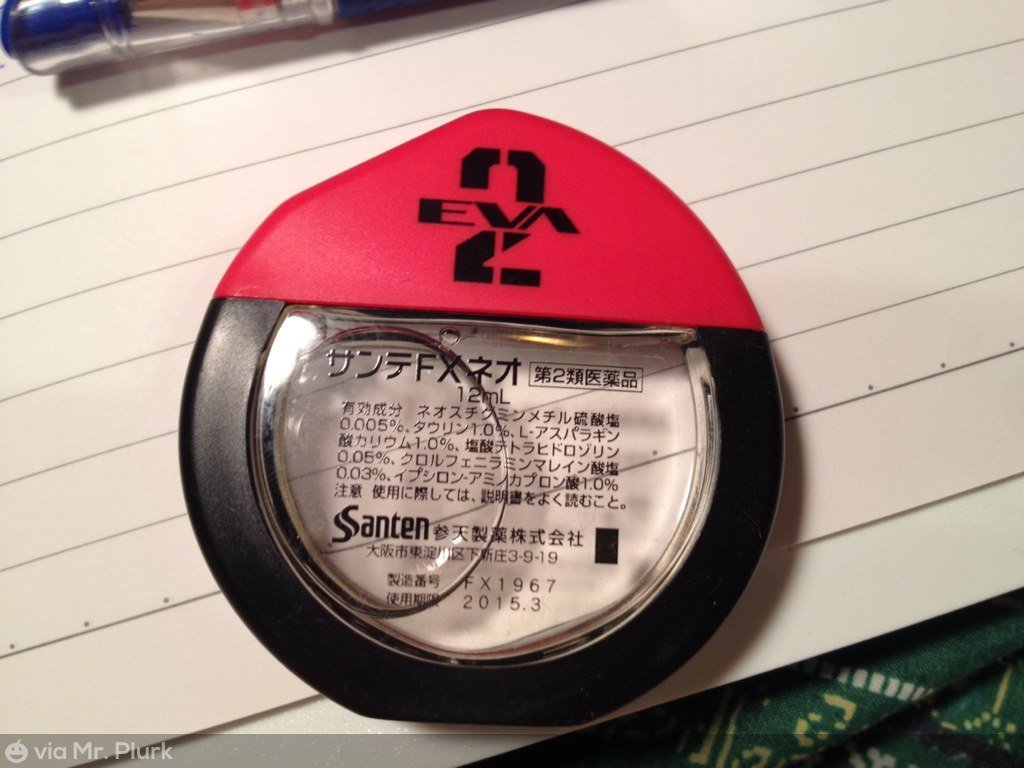 02
EVA
サンテFXネオ 第2類医薬品
12mL
有効成分 ネオスチグミンメチル硫酸塩
0.005%、タウリン1.0%、L-アスパラギン
酸カリウム1.0%、塩酸テトラヒドロゾリン
0.05%、クロルフェニラミンマレイン酸塩
0.03%、イプシロン-アミノカプロン酸1.0%
注意 使用に際しては、説明書をよく読むこと。
Santen 参天製薬株式会社
大阪市東淀川区下新庄3-9-19
製造番号 FX1967
使用期限 2015.3
via Mr. Plurk